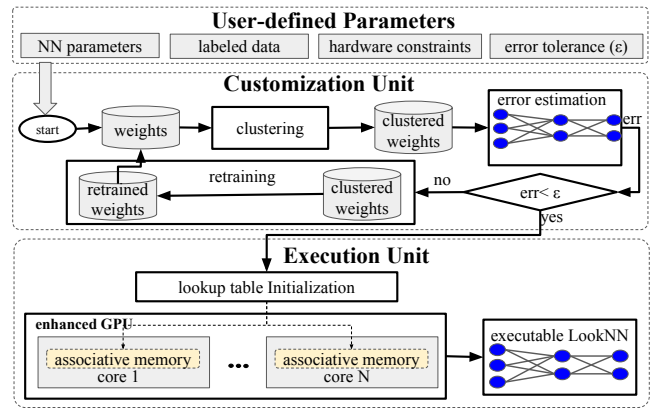 User-defined Parameters
NN parameters
labeled data
hardware constraints
error tolerance (ε)
Customization Unit
start
weights
clustering
clustered
weights
error estimation
err
retrained
weights
retraining
clustered
weights
no
err< ε
yes
Execution Unit
lookup table Initialization
enhanced GPU
associative memory
core 1
...
associative memory
core N
executable LookNN